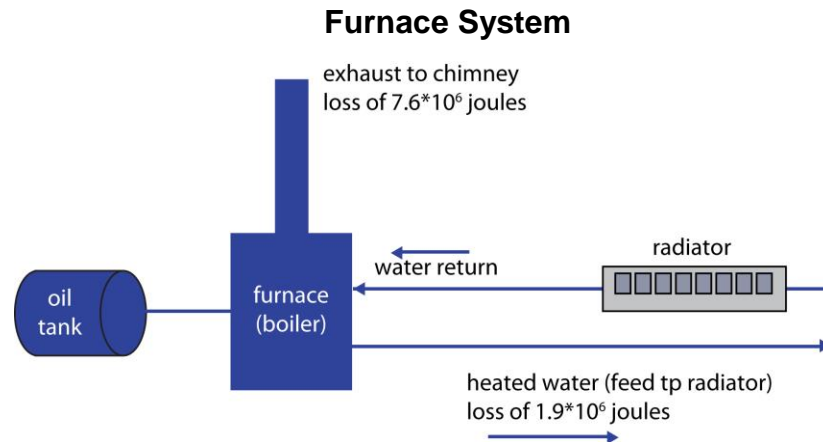 Furnace System
exhaust to chimney
loss of 7.6*10⁶ joules
radiator
water return
oil
tank
furnace
(boiler)
heated water (feed tp radiator)
loss of 1.9*10⁶ joules